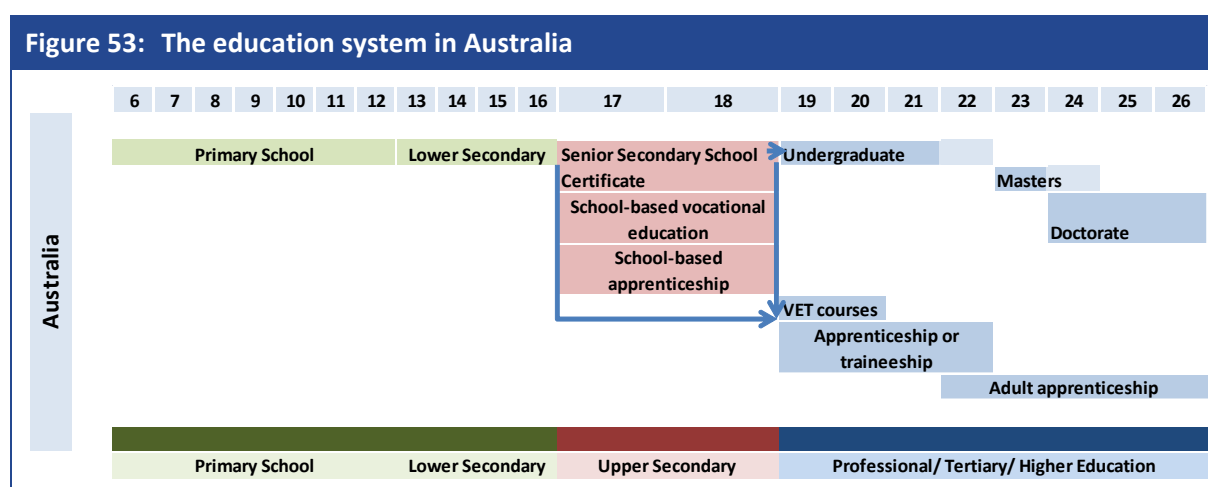 Figure 53: The education system in Australia
6 7 8 9 10 11 12 13 14 15 16 17 18 19 20 21 22 23 24 25 26
Australia
Primary School
Lower Secondary
Senior Secondary School
Certificate
Undergraduate
Masters
School-based vocational
education
Doctorate
School-based
apprenticeship
VET courses
Apprenticeship or
traineeship
Adult apprenticeship
Primary School
Lower Secondary
Upper Secondary
Professional/ Tertiary/ Higher Education